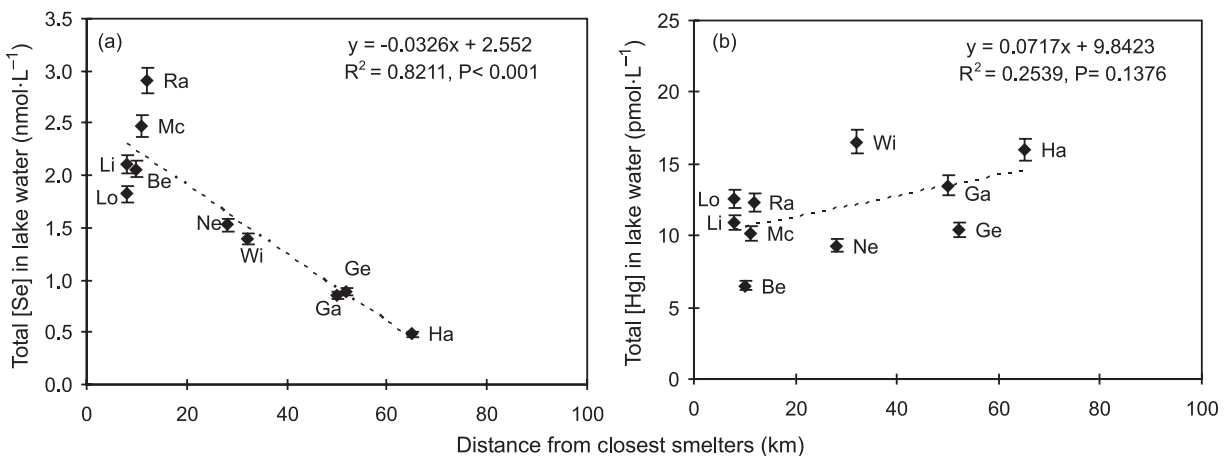 (a)
y = -0.0326x + 2.552
R² = 0.8211, P< 0.001
Total [Se] in lake water (nmol·L⁻¹)
3.5
3.0
2.5
2.0
1.5
1.0
0.5
0.0
Ra
Mc
Li
Be
Lo
Ne
Wi
Ge
Ga
Ha
0
20
40
60
80
100
(b)
y = 0.0717x + 9.8423
R² = 0.2539, P= 0.1376
Total [Hg] in lake water (pmol·L⁻¹)
25
20
15
10
5
0
Wi
Ha
Lo
Ra
Ga
Li
Mc
Ge
Ne
Be
0
20
40
60
80
100
Distance from closest smelters (km)